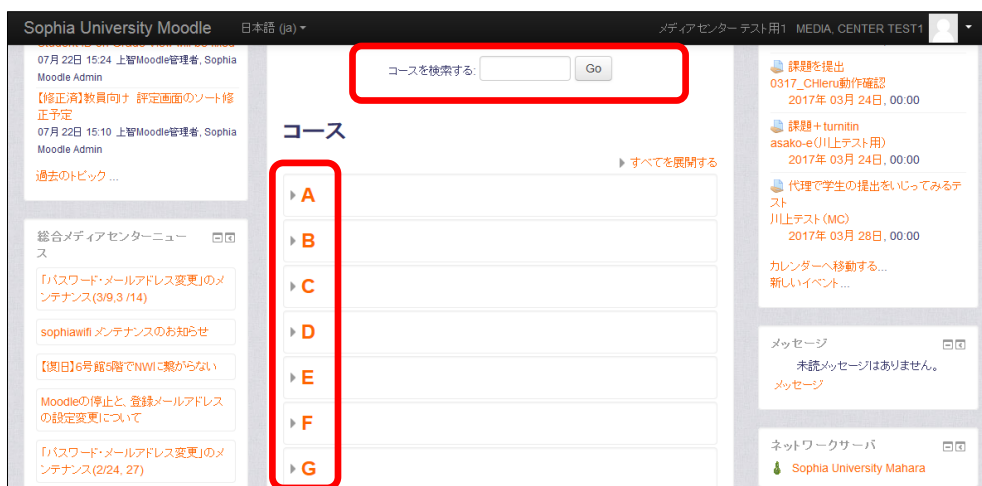 Sophia University Moodle
日本語 (ja)
メディアセンター テスト用1 MEDIA, CENTER TEST1
07月 22日 15:24 上智Moodle管理者, Sophia
Moodle Admin
【修正済】教員向け 評定画面のソート修
正予定
07月 22日 15:10 上智Moodle管理者, Sophia
Moodle Admin
過去のトピック ...
総合メディアセンターニュー
ス
「パスワード・メールアドレス変更」のメ
ンテナンス(3/9,3 /14)
sophiawifi メンテナンスのお知らせ
【復旧】6号館5階でNWに繋がらない
Moodleの停止と、登録メールアドレス
の設定変更について
「パスワード・メールアドレス変更」のメ
ンテナンス(2/24, 27)
コースを検索する:
Go
コース
すべてを展開する
A
B
C
D
E
F
G
課題を提出
0317_CHIeru動作確認
2017年 03月 24日, 00:00
課題+turnitin
asako-e(川上テスト用)
2017年 03月 24日, 00:00
代理で学生の提出をいじってみるテ
スト
川上テスト(MC)
2017年 03月 28日, 00:00
カレンダーへ移動する...
新しいイベント...
メッセージ
未読メッセージはありません。
メッセージ
ネットワークサーバ
Sophia University Mahara